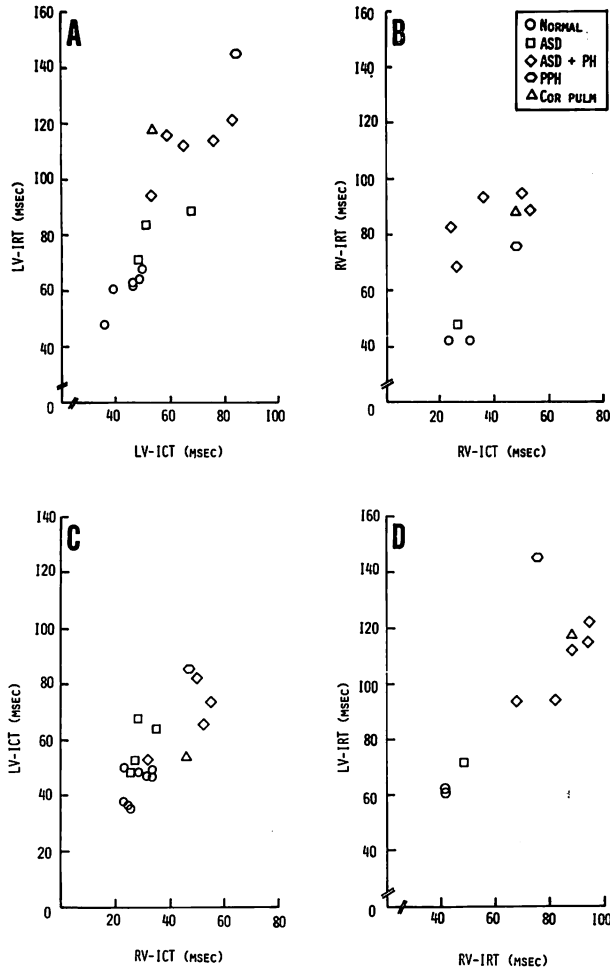 A
160
140
120
100
80
60
40
0
LV-IRT (MSEC)
40 60 80 100
LV-ICT (MSEC)
B
160
140
120
100
80
60
40
0
RV-IRT (MSEC)
20 40 60 80
RV-ICT (MSEC)
NORMAL
ASD
ASD + PH
PPH
COR PULM
C
140
120
100
80
60
40
20
0
LV-ICT (MSEC)
20 40 60 80
RV-ICT (MSEC)
D
160
140
120
100
80
60
40
0
LV-IRT (MSEC)
40 60 80 100
RV-IRT (MSEC)